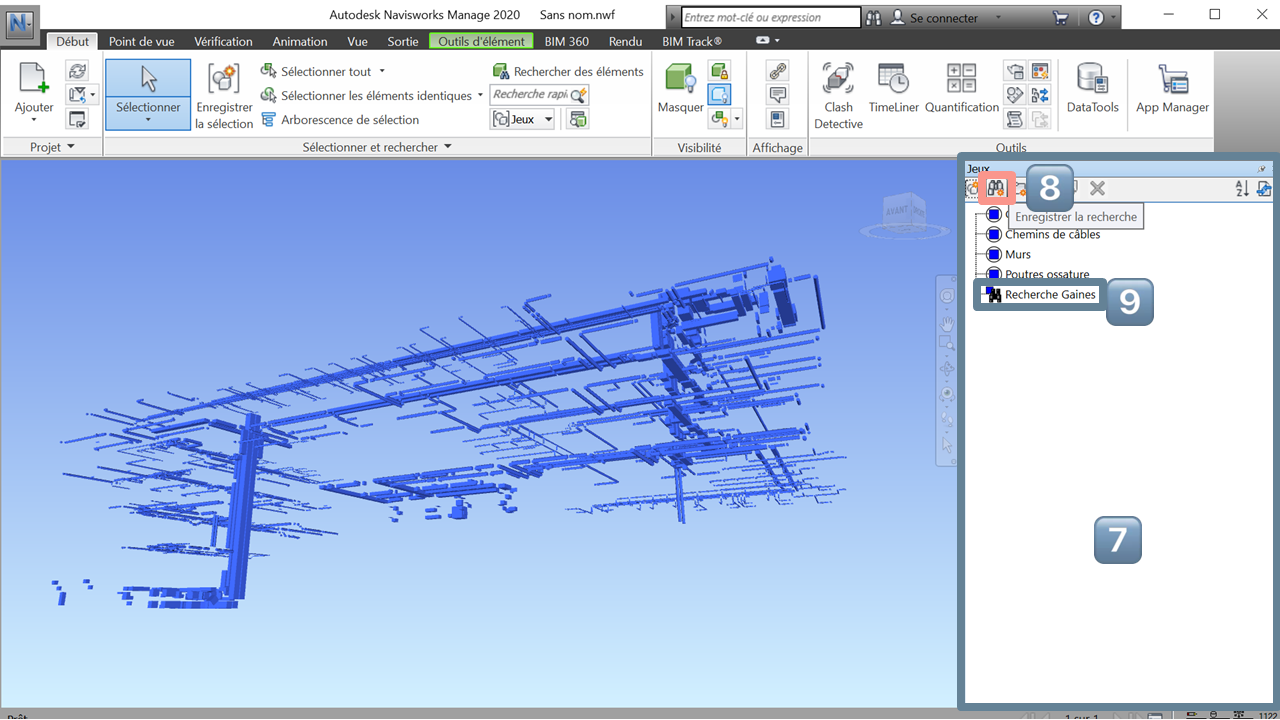 N
Autodesk Navisworks Manage 2020 Sans nom.nwf
Entrez mot-clé ou expression
Se connecter
?
Début Point de vue Vérification Animation Vue Sortie Outils d'élément BIM 360 Rendu BIM Track®
Ajouter
Projet
Sélectionner
Enregistrer
la sélection
Sélectionner tout
Sélectionner les éléments identiques
Arborescence de sélection
Rechercher des éléments
Recherche rapi
Jeux
Sélectionner et rechercher
Masquer
Visibilité
Affichage
Clash
Detective
TimeLiner
Quantification
DataTools
App Manager
Outils
Jeux
8
A
Z
Enregistrer la recherche
Chemins de câbles
Murs
Poutres ossature
Recherche Gaines
9
7
AVANT
Prêt
1 sur 1
1122